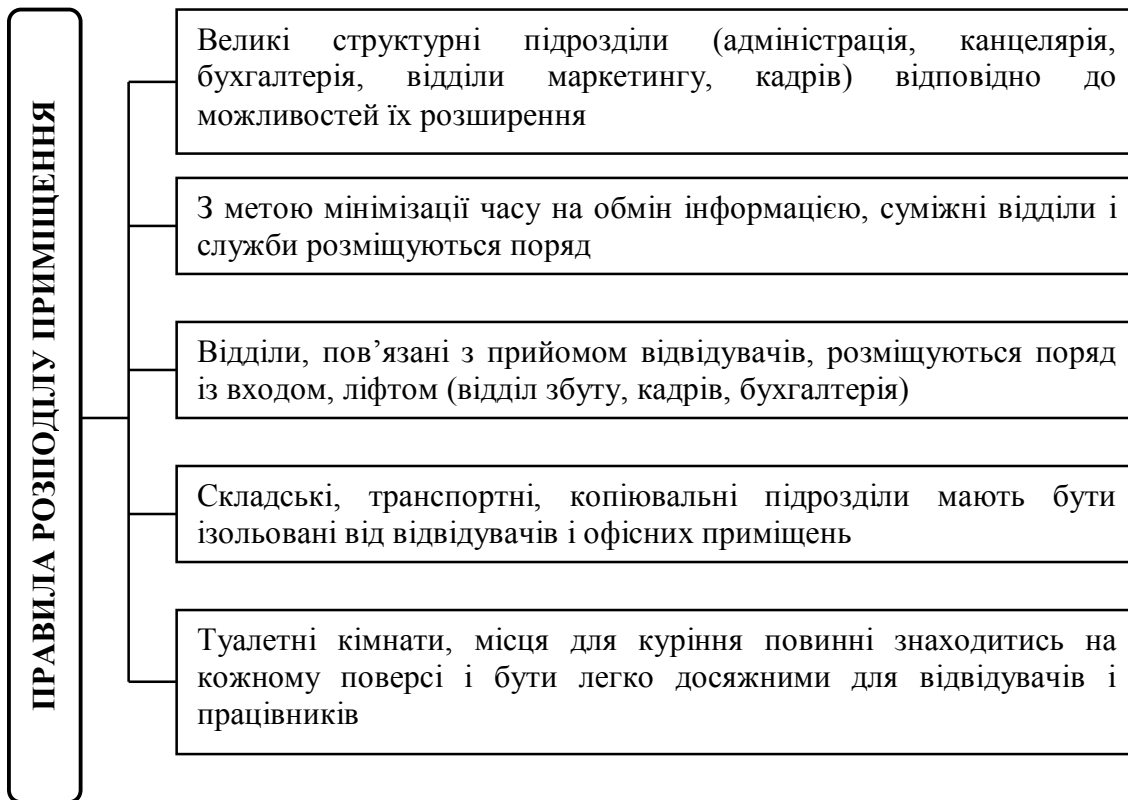 ПРАВИЛА РОЗПОДІЛУ ПРИМІЩЕННЯ
Великі структурні підрозділи (адміністрація, канцелярія,
бухгалтерія, відділи маркетингу, кадрів) відповідно до
можливостей їх розширення
З метою мінімізації часу на обмін інформацією, суміжні відділи і
служби розміщуються поряд
Відділи, пов’язані з прийомом відвідувачів, розміщуються поряд
із входом, ліфтом (відділ збуту, кадрів, бухгалтерія)
Складські, транспортні, копіювальні підрозділи мають бути
ізольовані від відвідувачів і офісних приміщень
Туалетні кімнати, місця для куріння повинні знаходитись на
кожному поверсі і бути легко досяжними для відвідувачів і
працівників